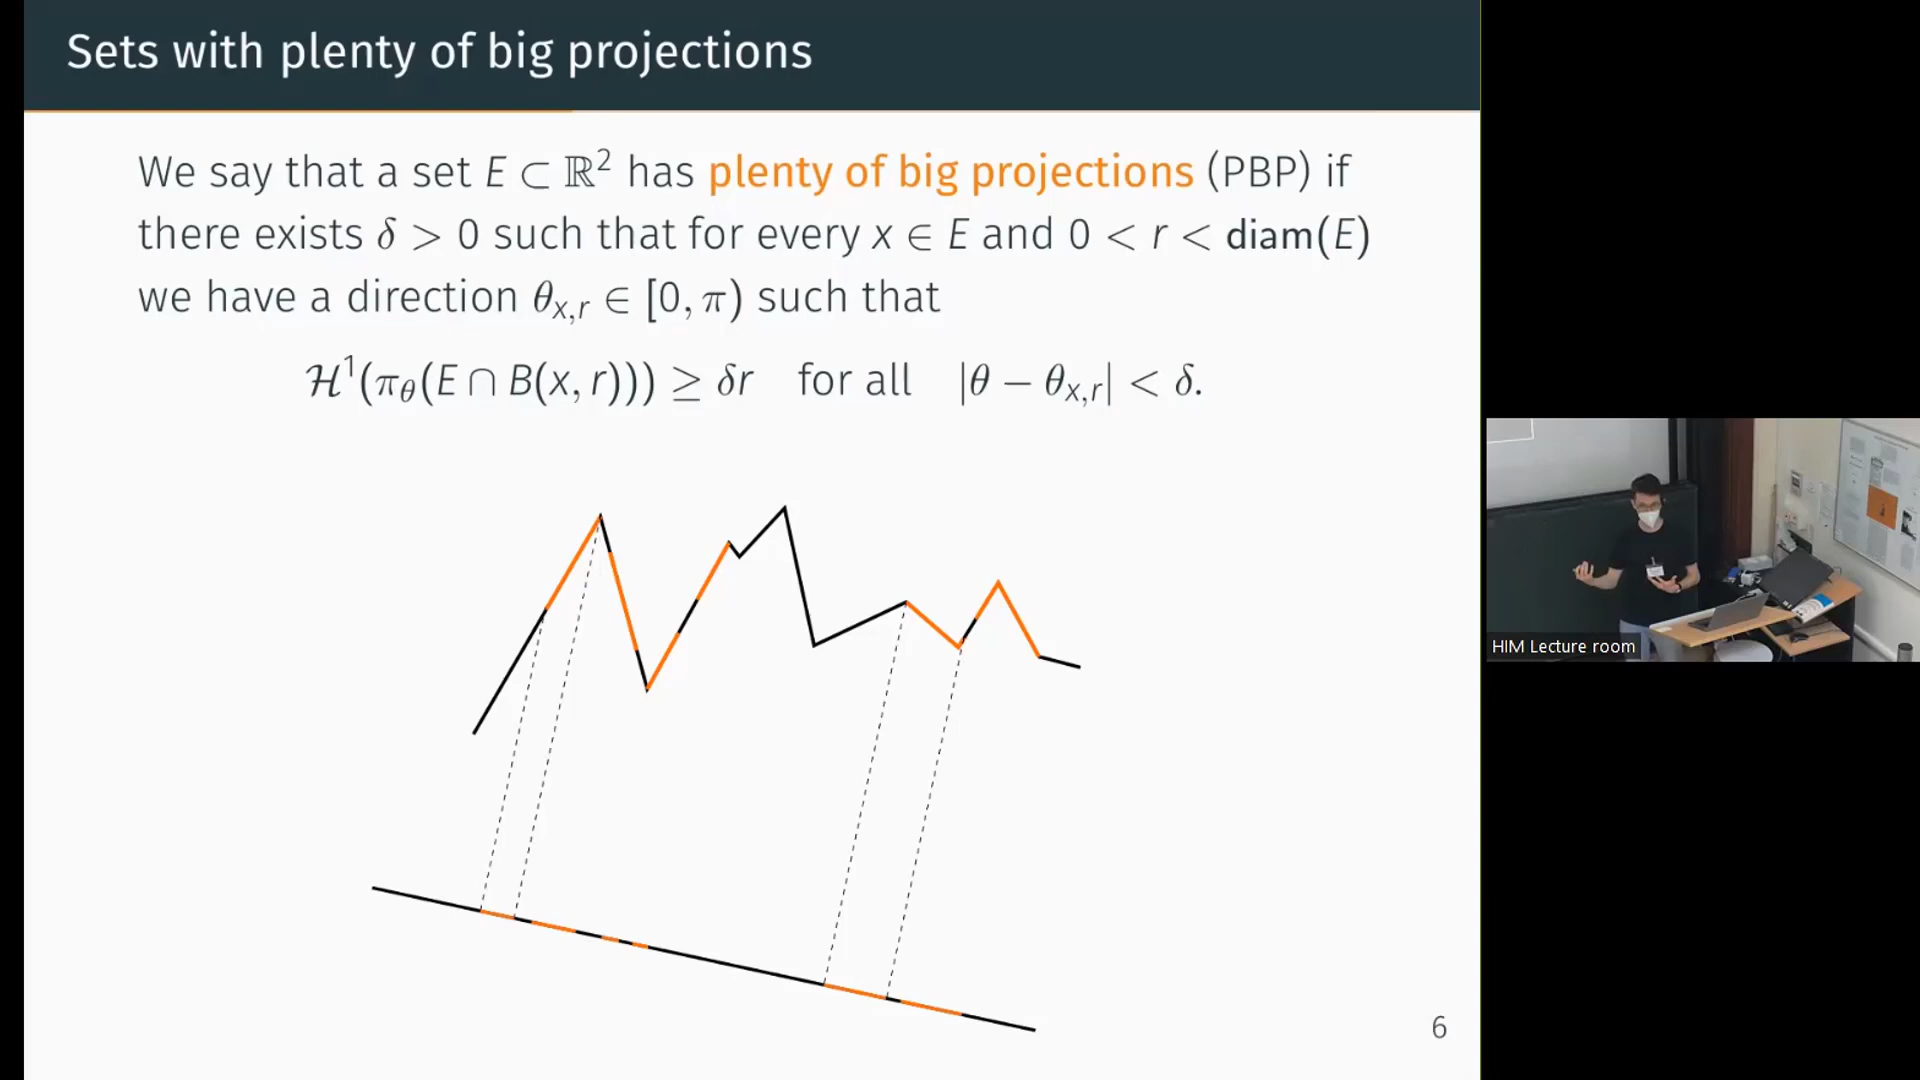 Sets with plenty of big projections
We say that a set E ⊂ ℝ² has plenty of big projections (PBP) if
there exists δ > 0 such that for every x ∈ E and 0 < r < diam(E)
we have a direction θ_{x,r} ∈ [0, π) such that
ℋ¹(π_θ(E ∩ B(x, r))) ≥ δr for all |θ − θ_{x,r}| < δ.
6
HIM Lecture room